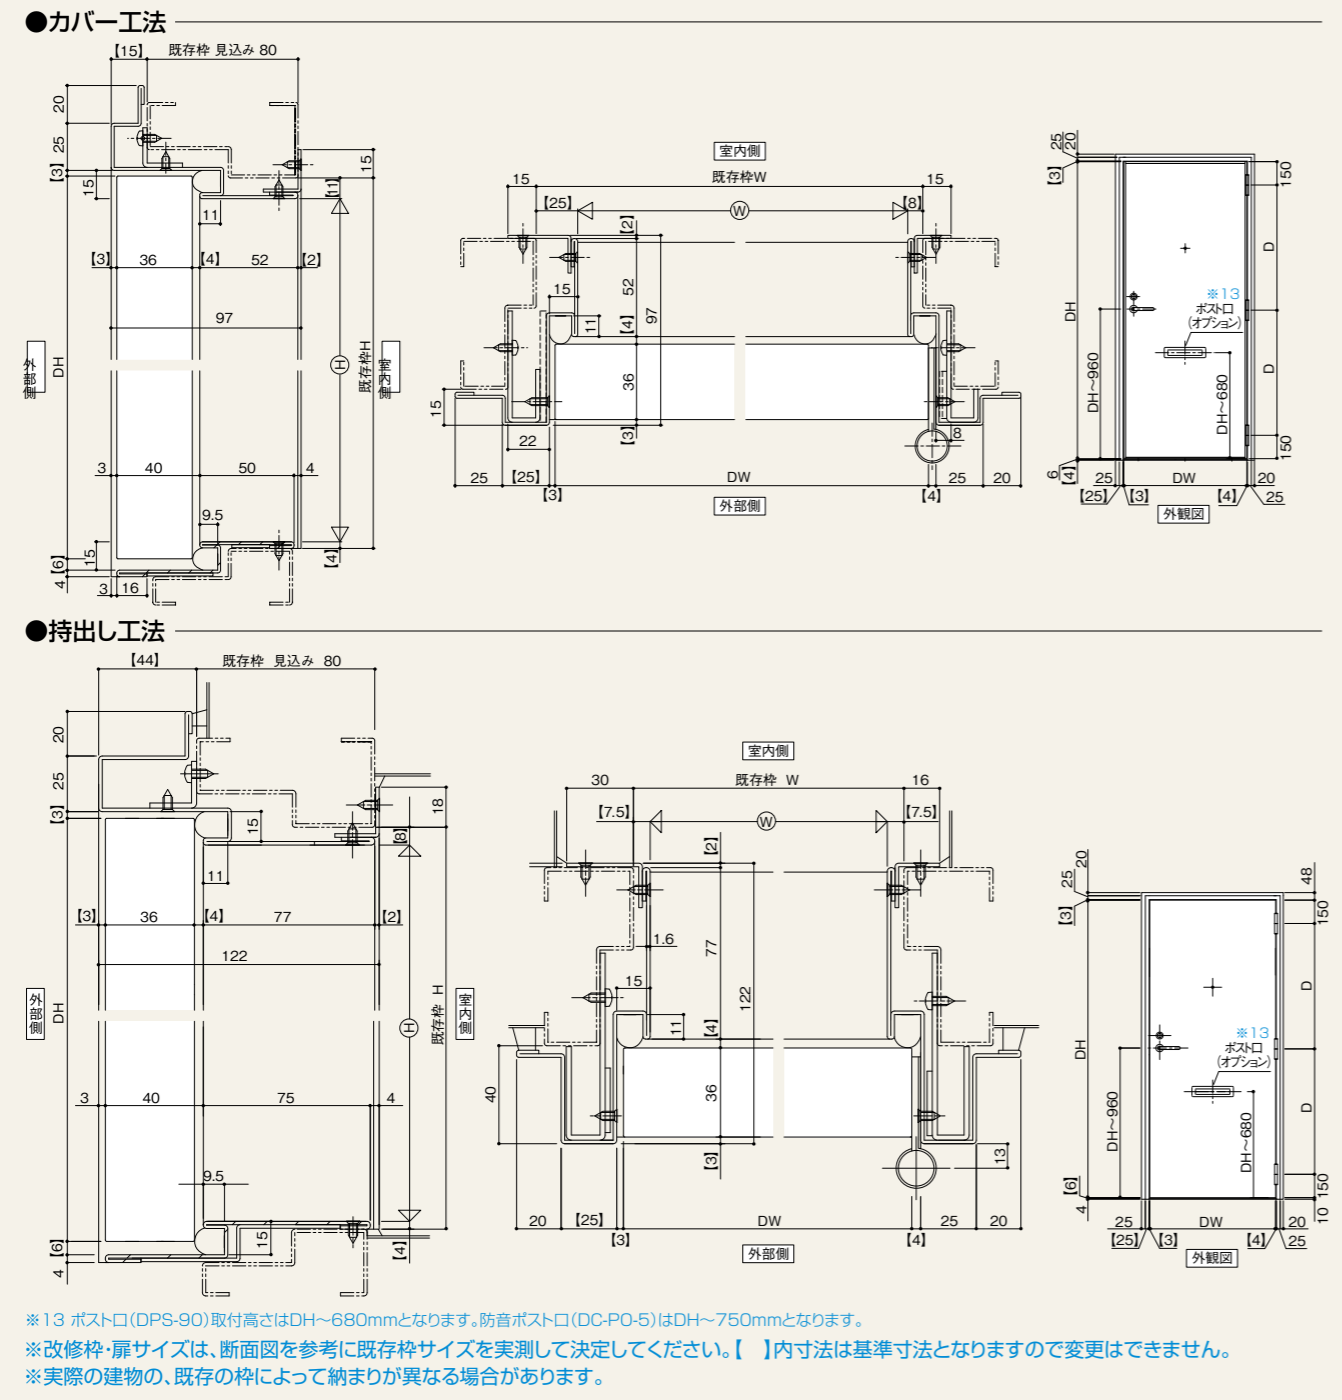 ●カバー工法
【15】 既存枠 見込み 80
20
25
【3】
15
15
【11】
11
【3】 36 【4】 52 【2】
97
外部側
DH
H
既存枠H
室内側
3 40 50 4
9.5
【6】
15
4
3 16
【4】
室内側
15 既存枠W 15
【25】 W 【8】
【2】
15
52
97
11
【4】
36
15
22
【3】
8
25 【25】 DW 25 20
【3】 【4】
外部側
25
20
【3】
150
D
DH
※13
ポスト口
(オプション)
D
DH〜960
DH〜680
150
6
【4】
25 DW 20
【25】 【3】 【4】 25
外観図
●持出し工法
【44】 既存枠 見込み 80
20
25
【3】
15
18
【8】
11
【3】 36 【4】 77 【2】
122
外部側
DH
H
既存枠 H
室内側
3 40 75 4
9.5
【6】
15
4
【4】
室内側
30 既存枠 W 16
【7.5】 W 【7.5】
【2】
1.6
77
122
15
11
【4】
40
36
【3】
13
20 【25】 DW 25 20
【3】 【4】
外部側
25
20
【3】
48
150
D
DH
※13
ポスト口
(オプション)
D
DH〜960
DH〜680
【6】
4
150
10
25 DW 20
【25】 【3】 【4】 25
外観図
※13 ポスト口(DPS-90)取付高さはDH〜680mmとなります。防音ポスト口(DC-PO-5)はDH〜750mmとなります。
※改修枠・扉サイズは、断面図を参考に既存枠サイズを実測して決定してください。【　】内寸法は基準寸法となりますので変更はできません。
※実際の建物の、既存の枠によって納まりが異なる場合があります。